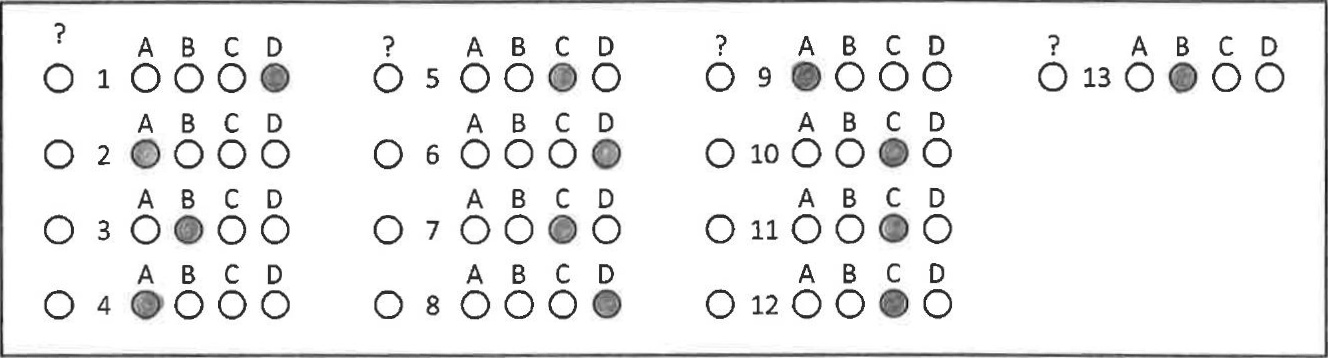 ? A B C D ? A B C D ? A B C D ? A B C D
1 5 9 13
A B C D A B C D A B C D
2 6 10
A B C D A B C D A B C D
3 7 11
A B C D A B C D A B C D
4 8 12